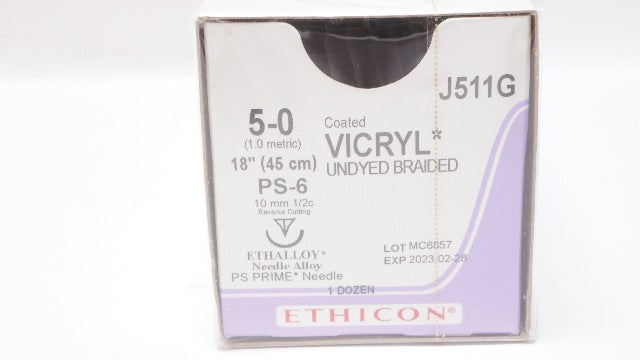 J511G
5-0
(1.0 metric)
18" (45 cm)
PS-6
10 mm 1/2c
Reverse Cutting
ETHALLOY*
Needle Alloy
PS PRIME* Needle
Coated
VICRYL*
UNDYED BRAIDED
LOT MC6857
EXP 2023-02-28
1 DOZEN
ETHICON®